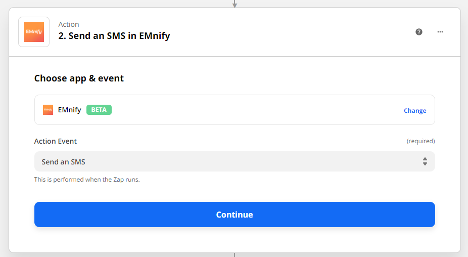 Action
2. Send an SMS in EMnify
Choose app & event
EMnify BETA Change
Action Event (required)
Send an SMS
This is performed when the Zap runs.
Continue